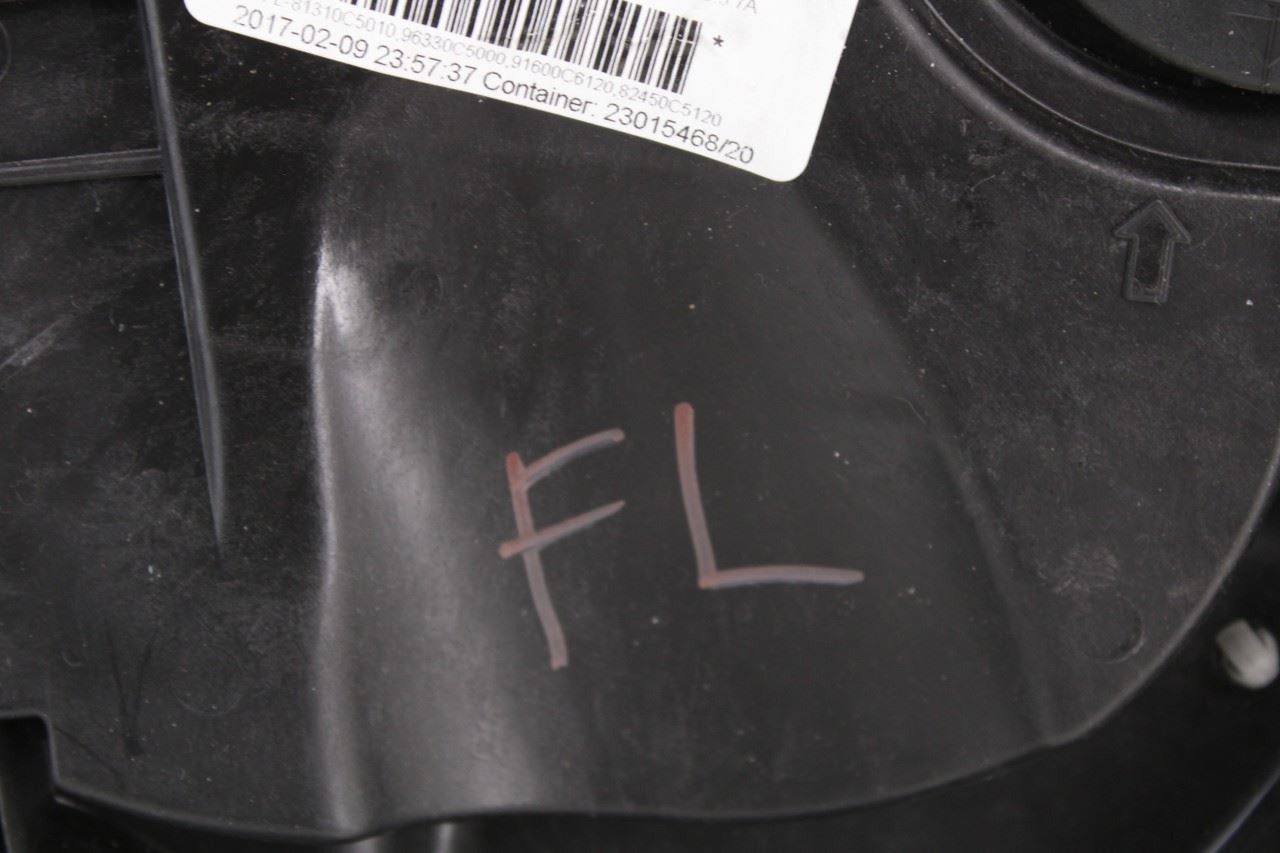 81310C5010,96330C5000,91600C6120,82450C5120
2017-02-09 23:57:37 Container: 23015468/20
*
FL